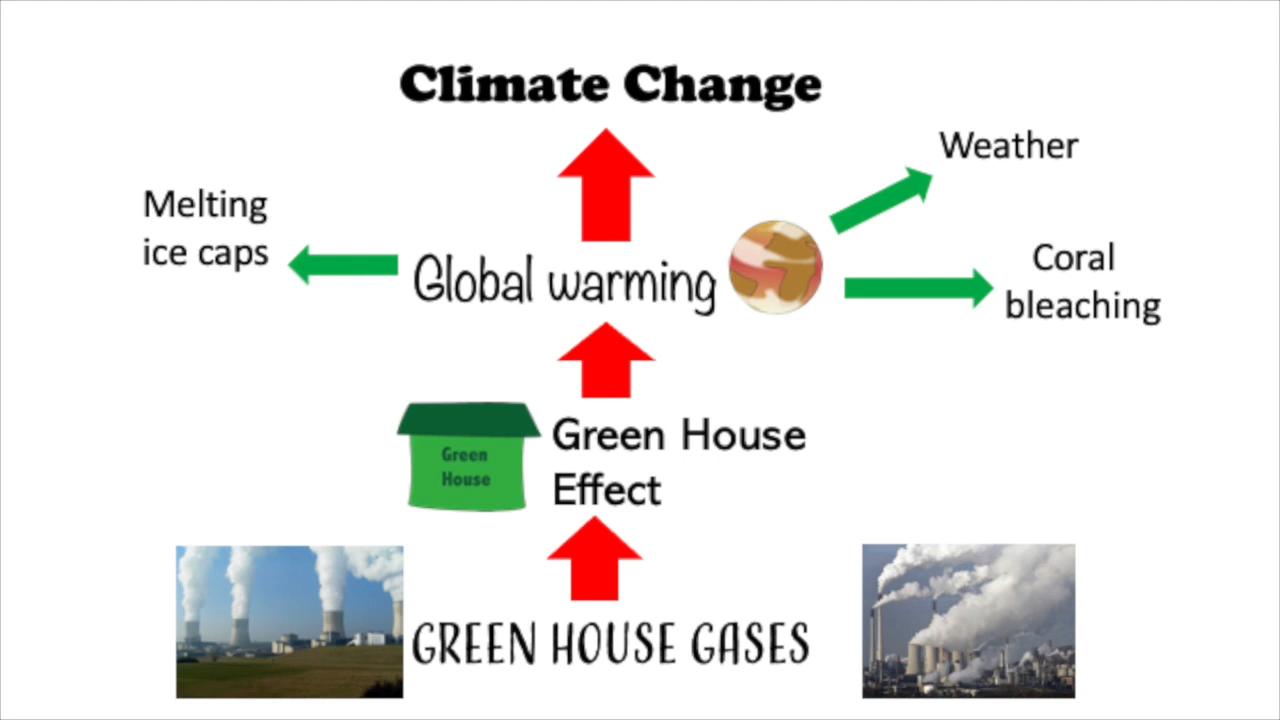 Climate Change
Weather
Melting
ice caps
Global warming
Coral
bleaching
Green
House
Green House
Effect
GREEN HOUSE GASES